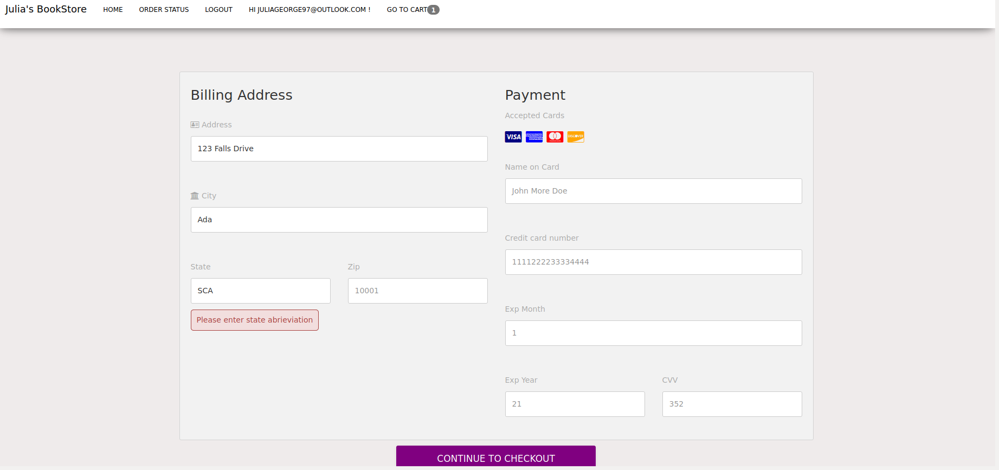 Julia's BookStore HOME ORDER STATUS LOGOUT HI JULIAGEORGE97@OUTLOOK.COM ! GO TO CART 1
Billing Address
Address
123 Falls Drive
City
Ada
State Zip
SCA 10001
Please enter state abrieviation
Payment
Accepted Cards
VISA AMERICAN EXPRESS mastercard DISCOVER
Name on Card
John More Doe
Credit card number
1111222233334444
Exp Month
1
Exp Year CVV
21 352
CONTINUE TO CHECKOUT